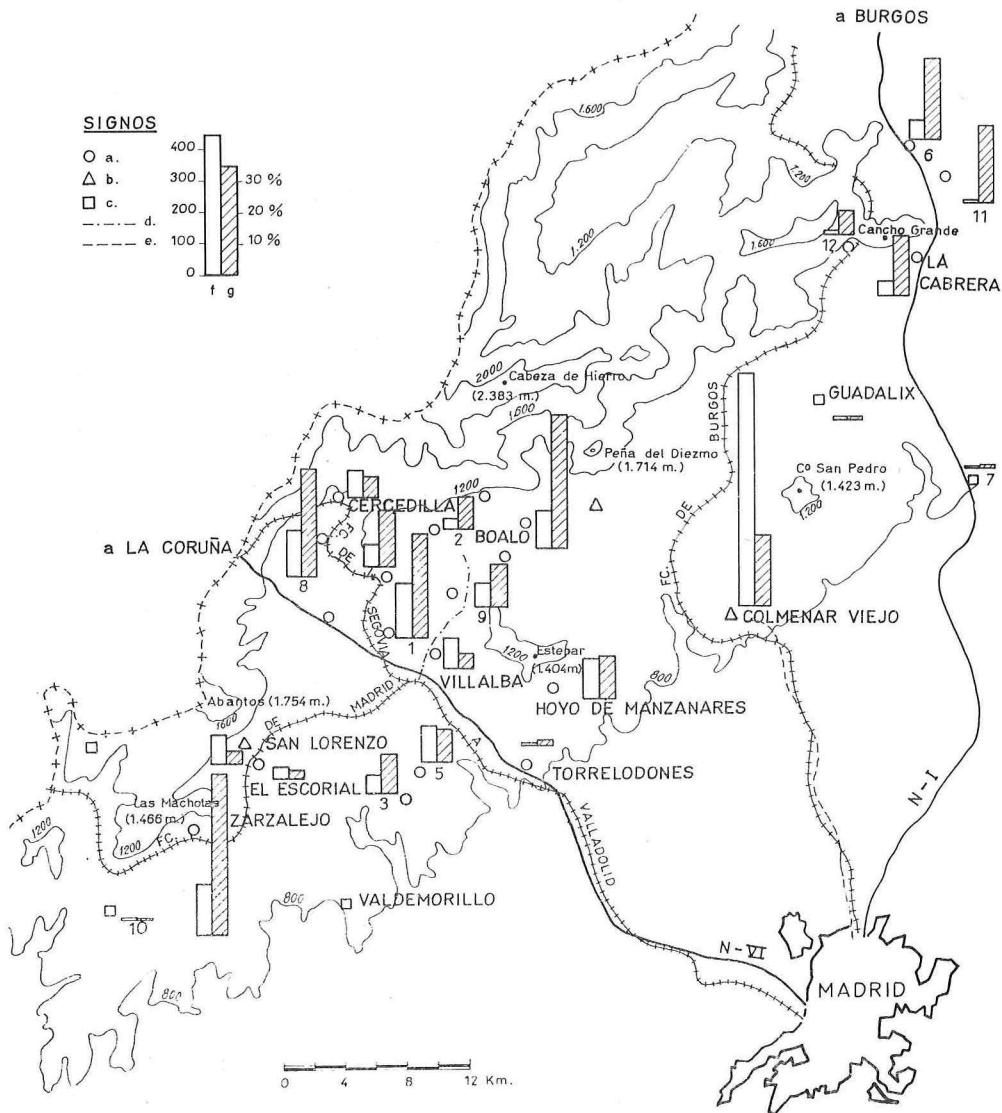 a BURGOS
SIGNOS
a.
b.
c.
d.
e.
400
300
200
100
0
30 %
20 %
10 %
f g
1.600
1.200
6
11
1.200
1.600
12
Cancho Grande
LA
CABRERA
2000
Cabeza de Hierro
(2.383 m.)
1.600
BURGOS
GUADALIX
Peña del Diezmo
(1.714 m.)
Cº San Pedro
(1.423 m.)
1.200
7
1200
CERCEDILLA
a LA CORUÑA
FC.
DE
SEGOVIA
2
BOALO
8
DE
FC.
9
1
COLMENAR VIEJO
1200
Estepar
(1.404m)
800
VILLALBA
HOYO DE MANZANARES
Abantos (1.754 m.)
1600
DE
MADRID
A
VALLADOLID
SAN LORENZO
EL ESCORIAL
3
5
TORRELODONES
N-I
Las Machotas
(1.466 m.)
1200
1200
FC.
ZARZALEJO
800
VALDEMORILLO
10
800
N-VI
MADRID
0 4 8 12 Km.